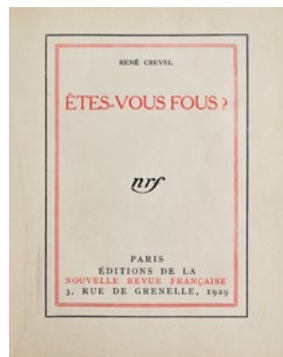 RENÉ CREVEL
ÊTES-VOUS FOUS ?
nrf
PARIS
ÉDITIONS DE LA
NOUVELLE REVUE FRANÇAISE
3, RUE DE GRENELLE, 1929